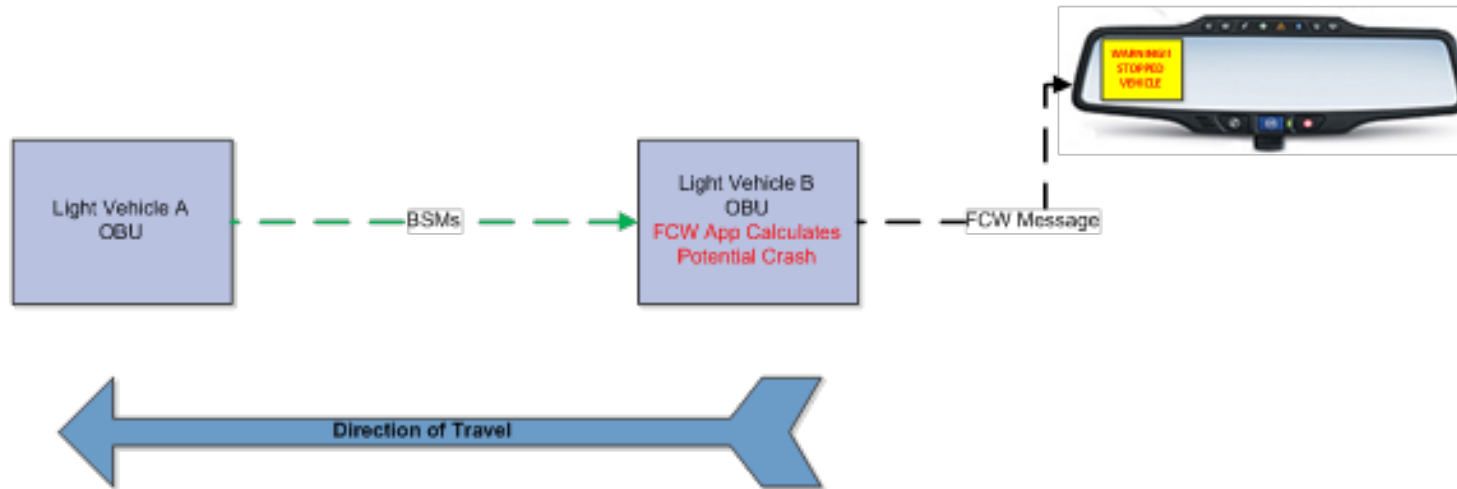 WARNING!!
STOPPED
VEHICLE
Light Vehicle A
OBU
BSMs
Light Vehicle B
OBU
FCW App Calculates
Potential Crash
FCW Message
Direction of Travel